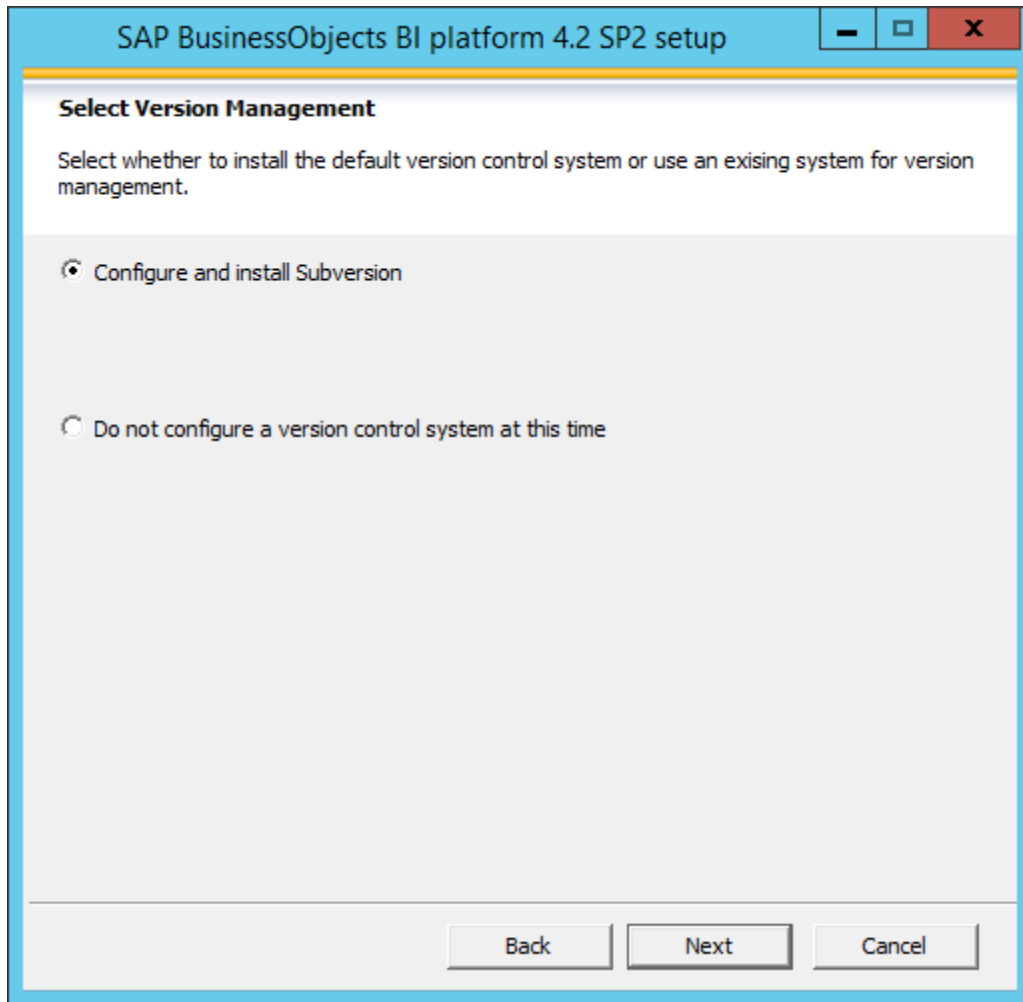 SAP BusinessObjects BI platform 4.2 SP2 setup
Select Version Management
Select whether to install the default version control system or use an exising system for version
management.
Configure and install Subversion
Do not configure a version control system at this time
Back Next Cancel